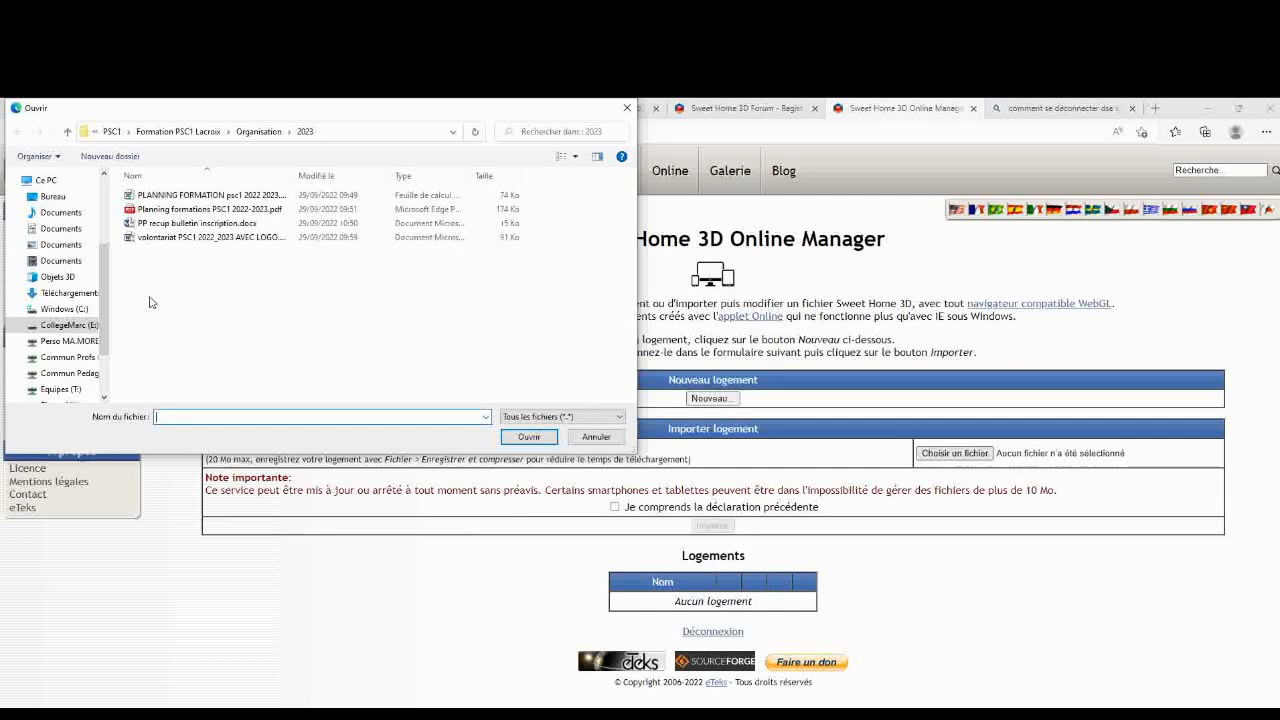 Ouvrir
Sweet Home 3D Forum - Regist
Sweet Home 3D Online Manage
comment se déconnecter dse s
PSC1 › Formation PSC1 Lacroix › Organisation › 2023
Rechercher dans : 2023
Organiser
Nouveau dossier
Online
Galerie
Blog
Recherche...
Ce PC
Bureau
Documents
Documents
Documents
Documents
Objets 3D
Téléchargement
Windows (C:)
CollegeMarc (E:)
Perso MA.MORE
Commun Profs
Commun Pedag
Equipes (T:)
Nom
Modifié le
Type
Taille
PLANNING FORMATION psc1 2022 2023....
29/09/2022 09:49
Feuille de calcul ...
74 Ko
Planning formations PSC1 2022-2023.pdf
29/09/2022 09:51
Microsoft Edge P...
174 Ko
PP recup bulletin inscription.docx
29/09/2022 10:50
Document Micros...
15 Ko
volontariat PSC1 2022_2023 AVEC LOGO....
29/09/2022 09:59
Document Micros...
91 Ko
Nom du fichier :
Tous les fichiers (*.*)
Ouvrir
Annuler
Home 3D Online Manager
ent ou d'importer puis modifier un fichier Sweet Home 3D, avec tout navigateur compatible WebGL.
ents créés avec l'applet Online qui ne fonctionne plus qu'avec IE sous Windows.
logement, cliquez sur le bouton Nouveau ci-dessous.
nnez-le dans le formulaire suivant puis cliquez sur le bouton Importer.
Nouveau logement
Nouveau...
Importer logement
(20 Mo max, enregistrez votre logement avec Fichier > Enregistrer et compresser pour réduire le temps de téléchargement)
Choisir un fichier
Aucun fichier n'a été sélectionné
Note importante:
Ce service peut être mis à jour ou arrêté à tout moment sans préavis. Certains smartphones et tablettes peuvent être dans l'impossibilité de gérer des fichiers de plus de 10 Mo.
Je comprends la déclaration précédente
Importer
Licence
Mentions légales
Contact
eTeks
Logements
Nom
Aucun logement
Déconnexion
eTeks
SOURCEFORGE
Faire un don
© Copyright 2006-2022 eTeks - Tous droits réservés